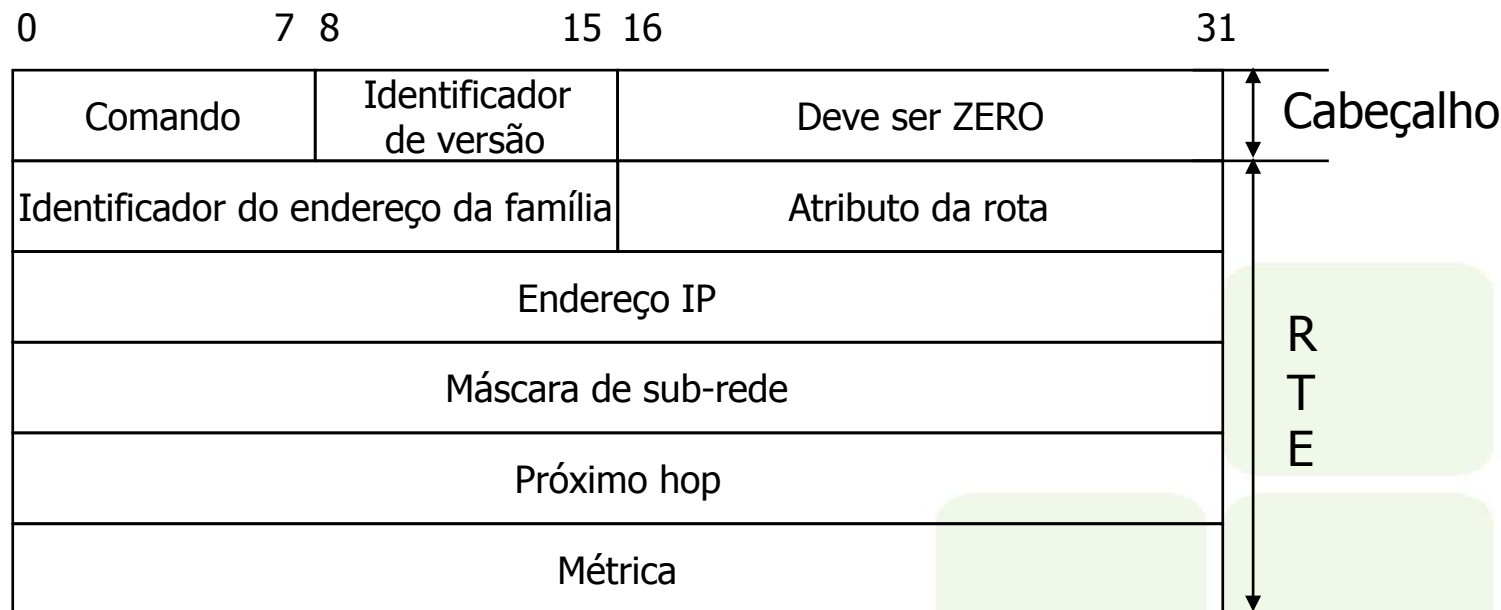 0 7 8 15 16 31
Comando
Identificador
de versão
Deve ser ZERO
Cabeçalho
Identificador do endereço da família
Atributo da rota
Endereço IP
Máscara de sub-rede
Próximo hop
Métrica
R
T
E